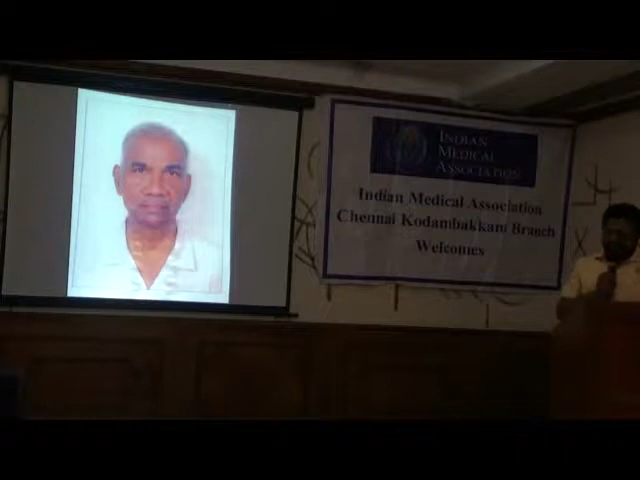 INDIAN
MEDICAL
ASSOCIATION
Indian Medical Association
Chennai Kodambakkam Branch
Welcomes